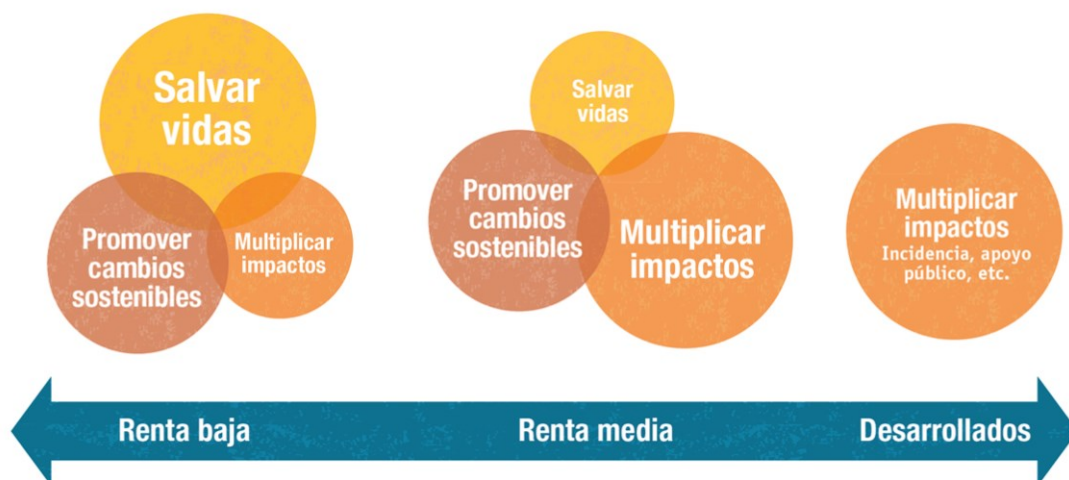 Salvar
vidas
Promover
cambios
sostenibles
Multiplicar
impactos
Salvar
vidas
Promover
cambios
sostenibles
Multiplicar
impactos
Multiplicar
impactos
Incidencia, apoyo
público, etc.
Renta baja
Renta media
Desarrollados